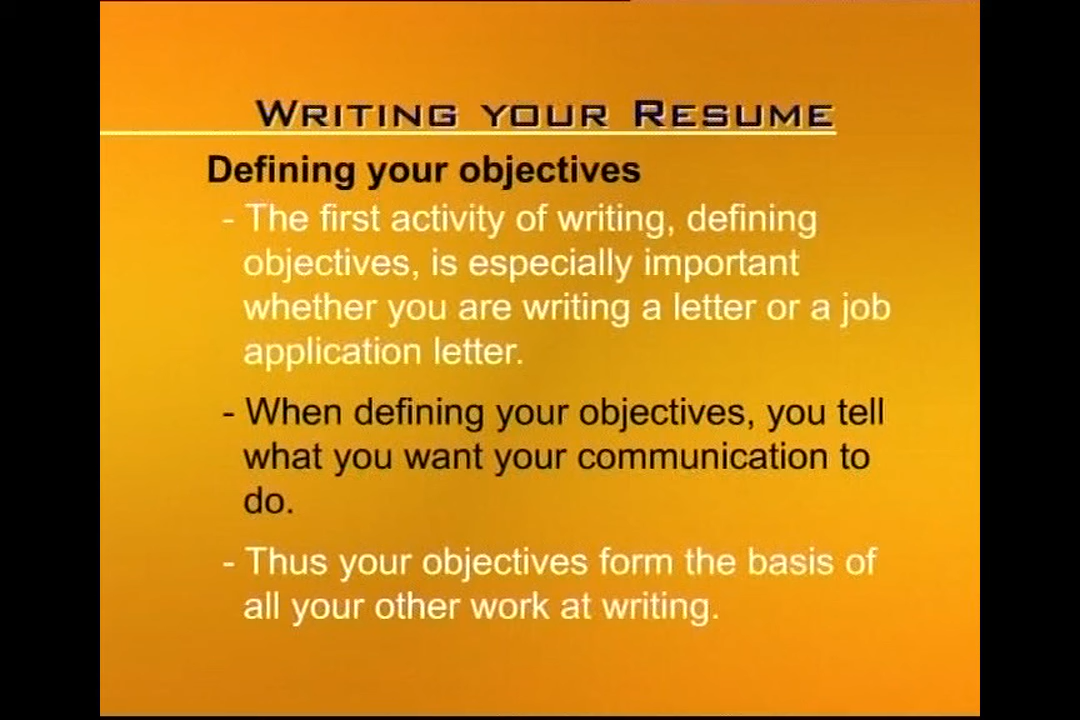 WRITING YOUR RESUME
Defining your objectives
- The first activity of writing, defining
objectives, is especially important
whether you are writing a letter or a job
application letter.
- When defining your objectives, you tell
what you want your communication to
do.
- Thus your objectives form the basis of
all your other work at writing.